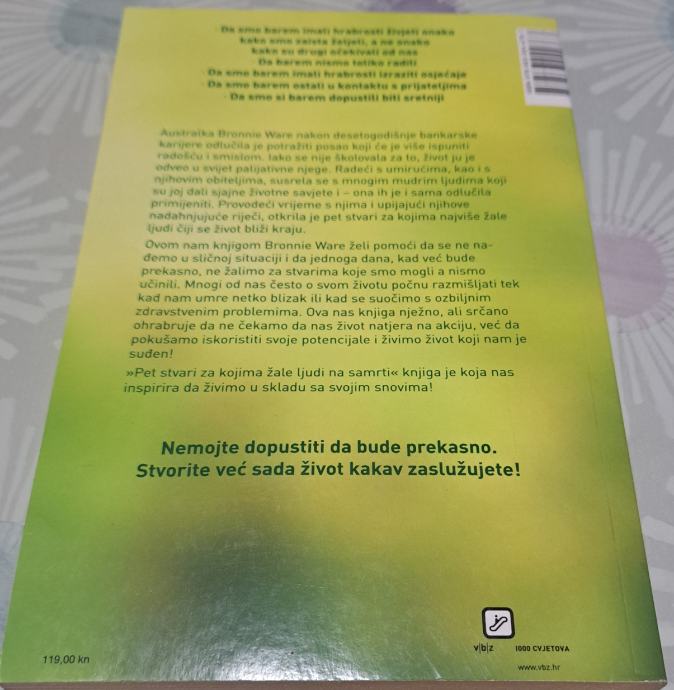 · Da smo barem imali hrabrosti živjeti onako
kako smo zaista željeli, a ne onako
kako su drugi očekivali od nas
· Da barem nismo toliko radili
· Da smo barem imali hrabrosti izraziti osjećaje
· Da smo barem ostali u kontaktu s prijateljima
· Da smo si barem dopustili biti sretniji
Australka Bronnie Ware nakon desetogodišnje bankarske
karijere odlučila je potražiti posao koji će je više ispuniti
radošću i smislom. Iako se nije školovala za to, život ju je
odveo u svijet palijativne njege. Radeći s umirućima, kao i s
njihovim obiteljima, susrela se s mnogim mudrim ljudima koji
su joj dali sjajne životne savjete i – ona ih je i sama odlučila
primijeniti. Provodeći vrijeme s njima i upijajući njihove
nadahnjujuće riječi, otkrila je pet stvari za kojima najviše žale
ljudi čiji se život bliži kraju.
Ovom nam knjigom Bronnie Ware želi pomoći da se ne na-
đemo u sličnoj situaciji i da jednoga dana, kad već bude
prekasno, ne žalimo za stvarima koje smo mogli a nismo
učinili. Mnogi od nas često o svom životu počnu razmišljati tek
kad nam umre netko blizak ili kad se suočimo s ozbiljnim
zdravstvenim problemima. Ova nas knjiga nježno, ali srčano
ohrabruje da ne čekamo da nas život natjera na akciju, već da
pokušamo iskoristiti svoje potencijale i živimo život koji nam je
suđen!
»Pet stvari za kojima žale ljudi na samrti« knjiga je koja nas
inspirira da živimo u skladu sa svojim snovima!
Nemojte dopustiti da bude prekasno.
Stvorite već sada život kakav zaslužujete!
v|b|z
1000 CVJETOVA
119,00 kn
www.vbz.hr